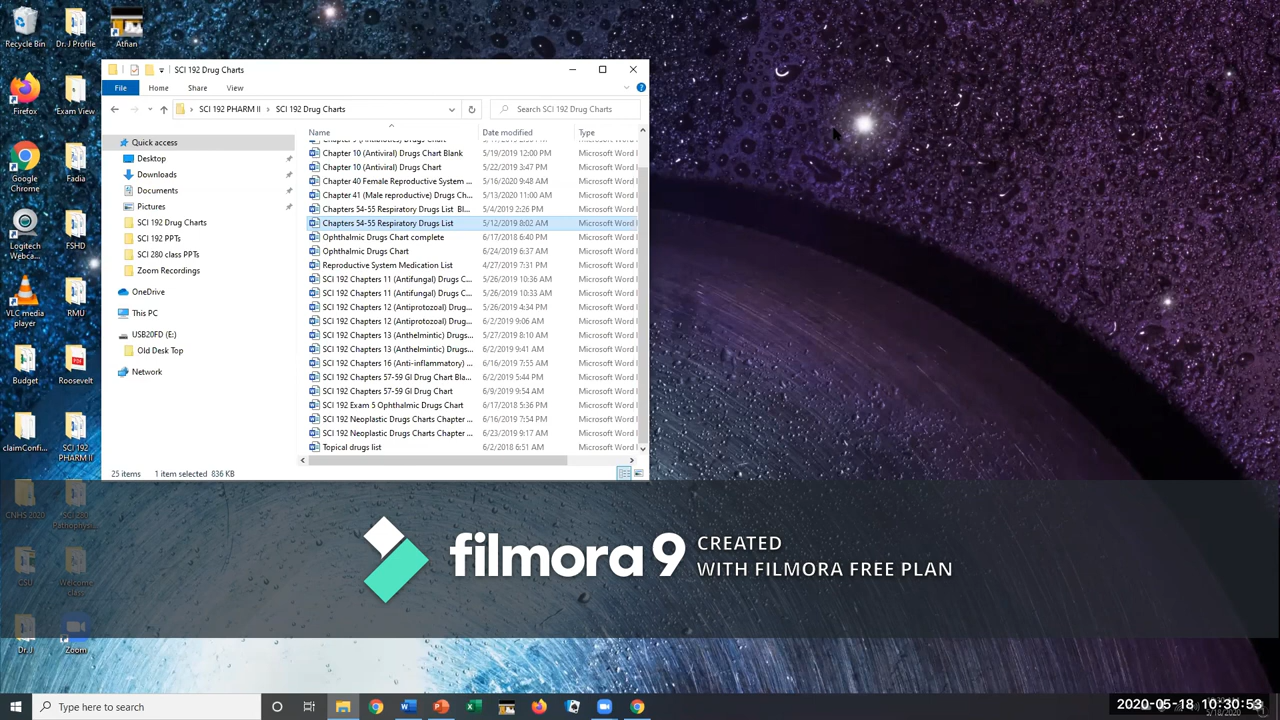 Recycle Bin
Dr. J Profile
Athan
Firefox
Exam View
Google Chrome
Fadia
Logitech Webca...
FSHD
VLC media player
RMU
Budget
Roosevelt
claimConfi...
SCI 192 PHARM II
CNHS 2020
SCI 280 Pathophysi...
CSU
Welcome class
Dr.J
Zoom
SCI 192 Drug Charts
File Home Share View
SCI 192 PHARM II > SCI 192 Drug Charts
Search SCI 192 Drug Charts
Quick access
Desktop
Downloads
Documents
Pictures
SCI 192 Drug Charts
SCI 192 PPTs
SCI 280 class PPTs
Zoom Recordings
OneDrive
This PC
USB20FD (E:)
Old Desk Top
Network
Name Date modified Type
Chapter 10 (Antiviral) Drugs Chart Blank 5/19/2019 12:00 PM Microsoft Word
Chapter 10 (Antiviral) Drugs Chart 5/22/2019 3:47 PM Microsoft Word
Chapter 40 Female Reproductive System ... 5/16/2020 9:48 AM Microsoft Word
Chapter 41 (Male reproductive) Drugs Ch... 5/13/2020 11:00 AM Microsoft Word
Chapters 54-55 Respiratory Drugs List Bl... 5/4/2019 2:26 PM Microsoft Word
Chapters 54-55 Respiratory Drugs List 5/12/2019 8:02 AM Microsoft Word
Ophthalmic Drugs Chart complete 6/17/2018 6:40 PM Microsoft Word
Ophthalmic Drugs Chart 6/24/2019 6:37 AM Microsoft Word
Reproductive System Medication List 4/27/2019 7:31 PM Microsoft Word
SCI 192 Chapters 11 (Antifungal) Drugs C... 5/26/2019 10:36 AM Microsoft Word
SCI 192 Chapters 11 (Antifungal) Drugs C... 5/26/2019 10:33 AM Microsoft Word
SCI 192 Chapters 12 (Antiprotozoal) Drug... 5/26/2019 4:34 PM Microsoft Word
SCI 192 Chapters 12 (Antiprotozoal) Drug... 6/2/2019 9:06 AM Microsoft Word
SCI 192 Chapters 13 (Anthelmintic) Drugs... 5/27/2019 8:10 AM Microsoft Word
SCI 192 Chapters 13 (Anthelmintic) Drugs... 6/2/2019 9:41 AM Microsoft Word
SCI 192 Chapters 16 (Anti-inflammatory) ... 6/16/2019 7:55 AM Microsoft Word
SCI 192 Chapters 57-59 GI Drug Chart Bla... 6/2/2019 5:44 PM Microsoft Word
SCI 192 Chapters 57-59 GI Drug Chart 6/9/2019 9:54 AM Microsoft Word
SCI 192 Exam 5 Ophthalmic Drugs Chart 6/17/2018 5:36 PM Microsoft Word
SCI 192 Neoplastic Drugs Charts Chapter ... 6/16/2019 7:54 PM Microsoft Word
SCI 192 Neoplastic Drugs Charts Chapter ... 6/23/2019 9:17 AM Microsoft Word
Topical drugs list 6/2/2018 6:51 AM Microsoft Word
25 items 1 item selected 836 KB
filmora 9
CREATED
WITH FILMORA FREE PLAN
Type here to search
2020-05-18 10:30:53